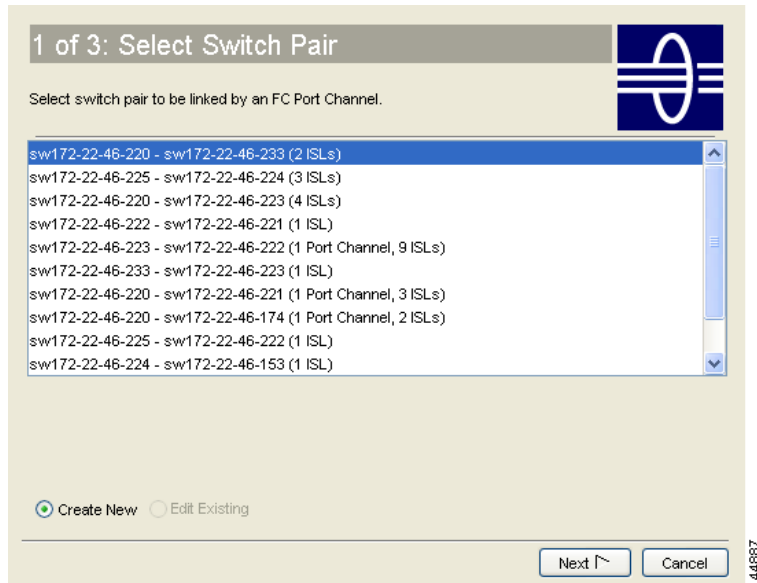 1 of 3: Select Switch Pair
Select switch pair to be linked by an FC Port Channel.
sw172-22-46-220 - sw172-22-46-233 (2 ISLs)
sw172-22-46-225 - sw172-22-46-224 (3 ISLs)
sw172-22-46-220 - sw172-22-46-223 (4 ISLs)
sw172-22-46-222 - sw172-22-46-221 (1 ISL)
sw172-22-46-223 - sw172-22-46-222 (1 Port Channel, 9 ISLs)
sw172-22-46-233 - sw172-22-46-223 (1 ISL)
sw172-22-46-220 - sw172-22-46-221 (1 Port Channel, 3 ISLs)
sw172-22-46-220 - sw172-22-46-174 (1 Port Channel, 2 ISLs)
sw172-22-46-225 - sw172-22-46-222 (1 ISL)
sw172-22-46-224 - sw172-22-46-153 (1 ISL)
Create New Edit Existing
Next Cancel
44887